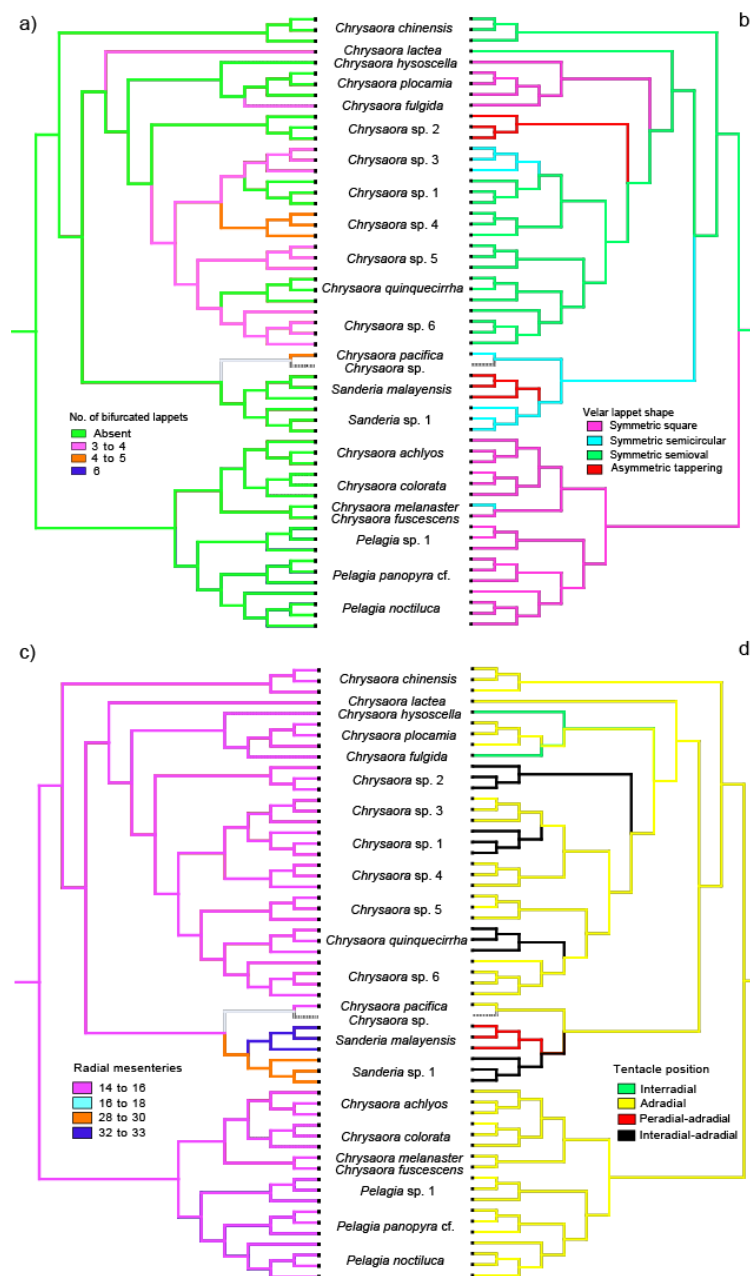 a)
b
Chrysaora chinensis
Chrysaora lactea
Chrysaora hysoscella
Chrysaora plocamia
Chrysaora fulgida
Chrysaora sp. 2
Chrysaora sp. 3
Chrysaora sp. 1
Chrysaora sp. 4
Chrysaora sp. 5
Chrysaora quinquecirrha
Chrysaora sp. 6
Chrysaora pacifica
Chrysaora sp.
Sanderia malayensis
Sanderia sp. 1
Chrysaora achlyos
Chrysaora colorata
Chrysaora melanaster
Chrysaora fuscescens
Pelagia sp. 1
Pelagia panopyra cf.
Pelagia noctiluca
No. of bifurcated lappets
Absent
3 to 4
4 to 5
6
Velar lappet shape
Symmetric square
Symmetric semicircular
Symmetric semioval
Asymmetric tappering
c)
d
Chrysaora chinensis
Chrysaora lactea
Chrysaora hysoscella
Chrysaora plocamia
Chrysaora fulgida
Chrysaora sp. 2
Chrysaora sp. 3
Chrysaora sp. 1
Chrysaora sp. 4
Chrysaora sp. 5
Chrysaora quinquecirrha
Chrysaora sp. 6
Chrysaora pacifica
Chrysaora sp.
Sanderia malayensis
Sanderia sp. 1
Chrysaora achlyos
Chrysaora colorata
Chrysaora melanaster
Chrysaora fuscescens
Pelagia sp. 1
Pelagia panopyra cf.
Pelagia noctiluca
Radial mesenteries
14 to 16
16 to 18
28 to 30
32 to 33
Tentacle position
Interradial
Adradial
Peradial-adradial
Interadial-adradial